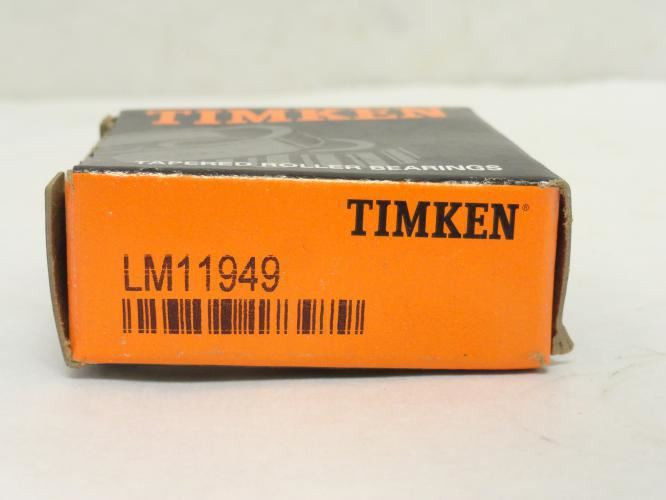 TIMKEN
TAPERED ROLLER BEARINGS
TIMKEN®
LM11949